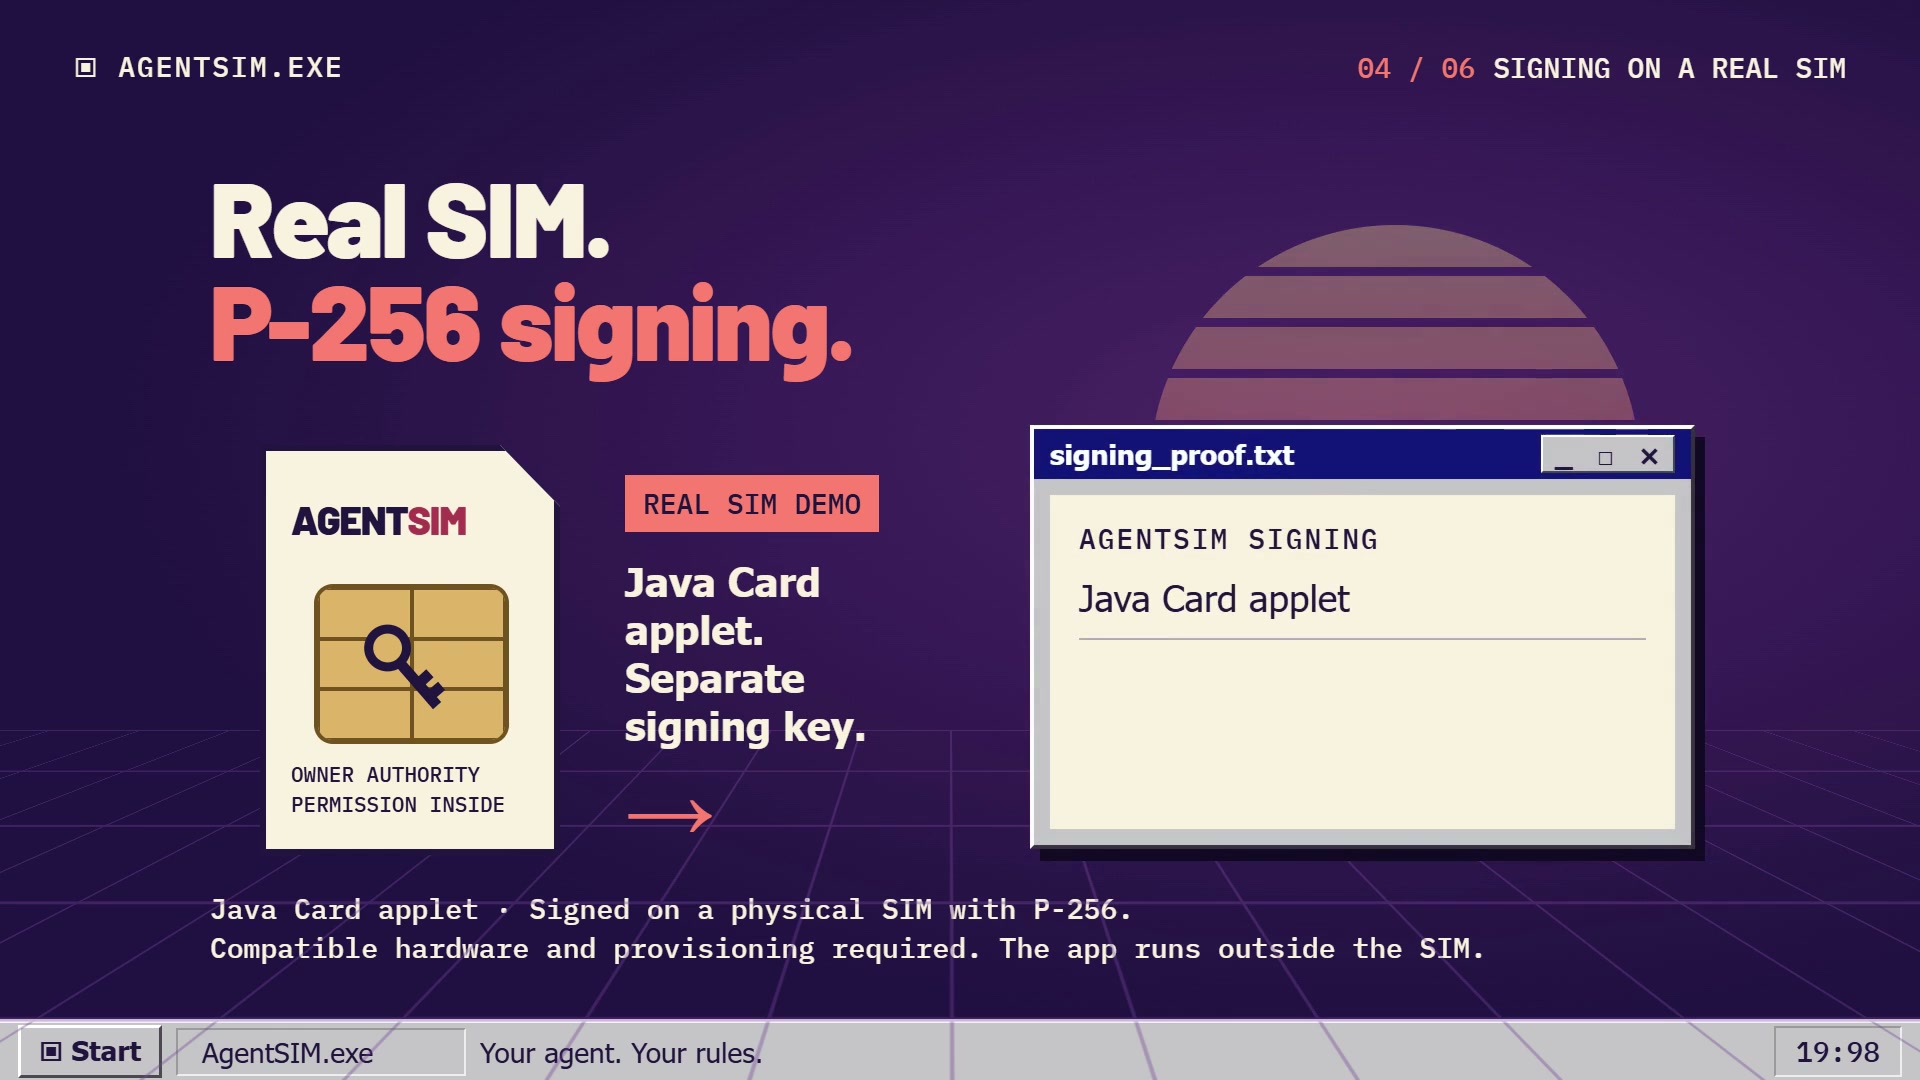 AGENTSIM.EXE
04 / 06 SIGNING ON A REAL SIM
Real SIM.
P-256 signing.
AGENTSIM
OWNER AUTHORITY
PERMISSION INSIDE
REAL SIM DEMO
Java Card
applet.
Separate
signing key.
signing_proof.txt
AGENTSIM SIGNING
Java Card applet
Java Card applet · Signed on a physical SIM with P-256.
Compatible hardware and provisioning required. The app runs outside the SIM.
Start
AgentSIM.exe
Your agent. Your rules.
19:98